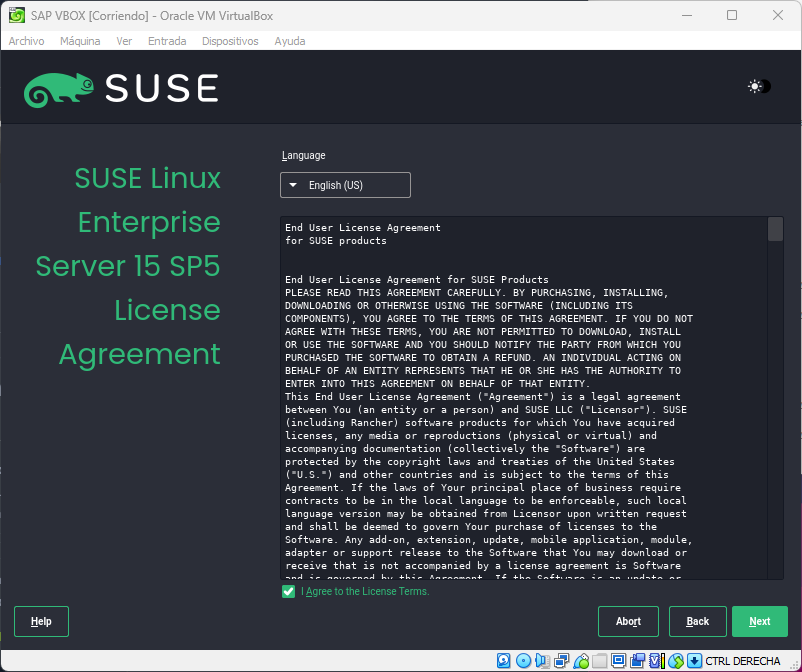 SAP VBOX [Corriendo] - Oracle VM VirtualBox
Archivo Máquina Ver Entrada Dispositivos Ayuda
SUSE
SUSE Linux
Enterprise
Server 15 SP5
License
Agreement
Language
English (US)
End User License Agreement
for SUSE products
End User License Agreement for SUSE Products
PLEASE READ THIS AGREEMENT CAREFULLY. BY PURCHASING, INSTALLING,
DOWNLOADING OR OTHERWISE USING THE SOFTWARE (INCLUDING ITS
COMPONENTS), YOU AGREE TO THE TERMS OF THIS AGREEMENT. IF YOU DO NOT
AGREE WITH THESE TERMS, YOU ARE NOT PERMITTED TO DOWNLOAD, INSTALL
OR USE THE SOFTWARE AND YOU SHOULD NOTIFY THE PARTY FROM WHICH YOU
PURCHASED THE SOFTWARE TO OBTAIN A REFUND. AN INDIVIDUAL ACTING ON
BEHALF OF AN ENTITY REPRESENTS THAT HE OR SHE HAS THE AUTHORITY TO
ENTER INTO THIS AGREEMENT ON BEHALF OF THAT ENTITY.
This End User License Agreement ("Agreement") is a legal agreement
between You (an entity or a person) and SUSE LLC ("Licensor"). SUSE
(including Rancher) software products for which You have acquired
licenses, any media or reproductions (physical or virtual) and
accompanying documentation (collectively the "Software") are
protected by the copyright laws and treaties of the United States
("U.S.") and other countries and is subject to the terms of this
Agreement. If the laws of Your principal place of business require
contracts to be in the local language to be enforceable, such local
language version may be obtained from Licensor upon written request
and shall be deemed to govern Your purchase of licenses to the
Software. Any add-on, extension, update, mobile application, module,
adapter or support release to the Software that You may download or
receive that is not accompanied by a license agreement is Software
and is governed by this Agreement. If the Software is an update or
I Agree to the License Terms.
Help
Abort
Back
Next
CTRL DERECHA